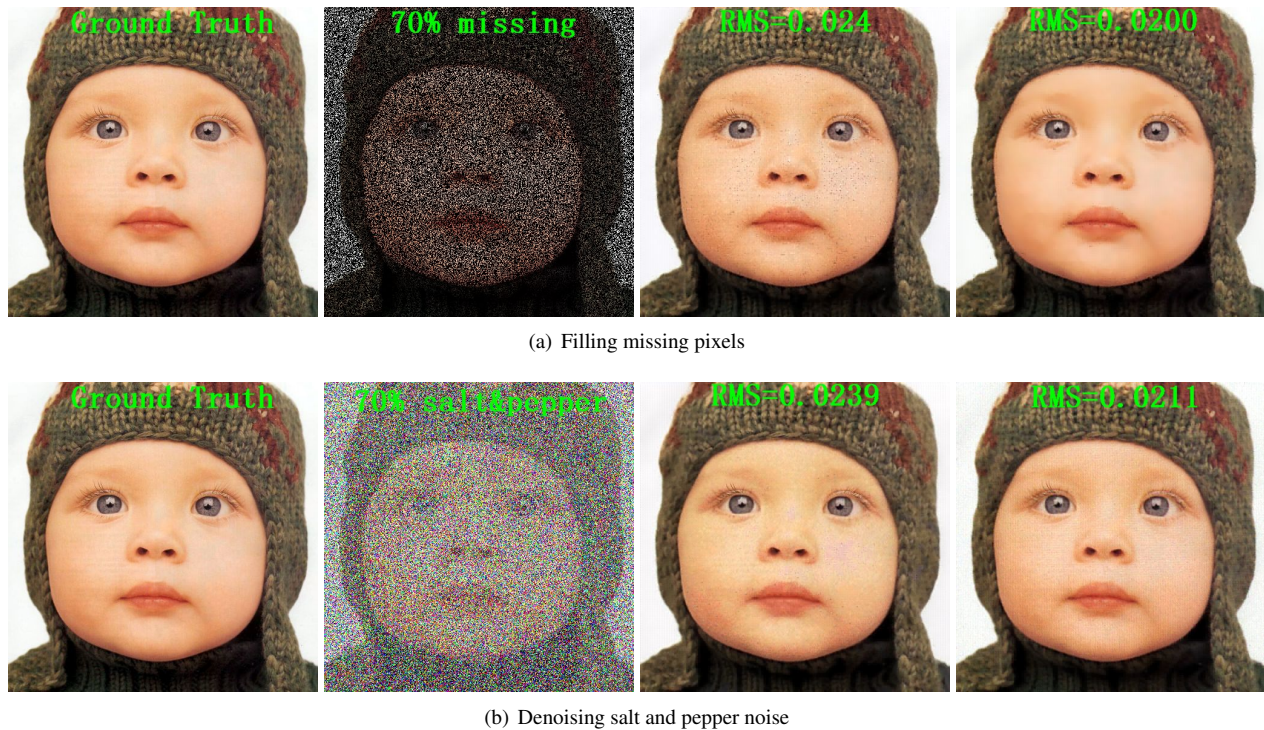 Ground Truth
70% missing
RMS=0.024
RMS=0.0200
(a) Filling missing pixels
Ground Truth
70% salt&pepper
RMS=0.0239
RMS=0.0211
(b) Denoising salt and pepper noise